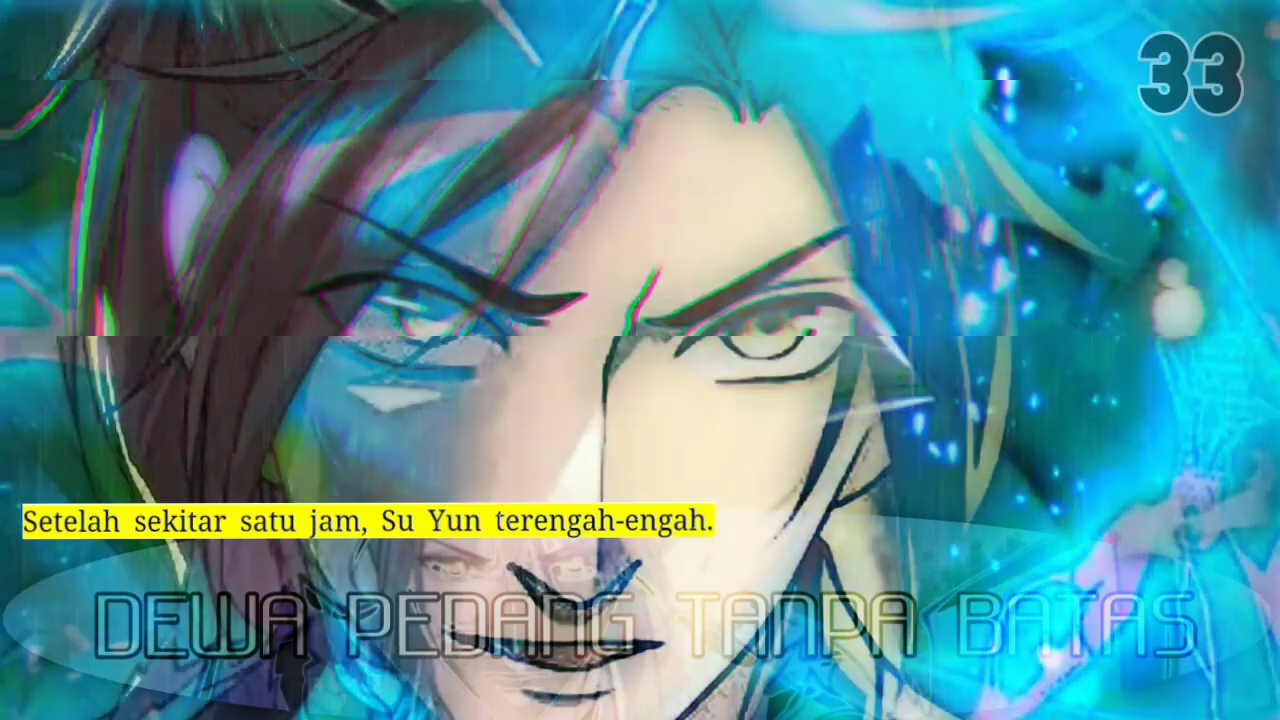 33
Setelah sekitar satu jam, Su Yun terengah-engah.
DEWA PEDANG TANPA BATAS